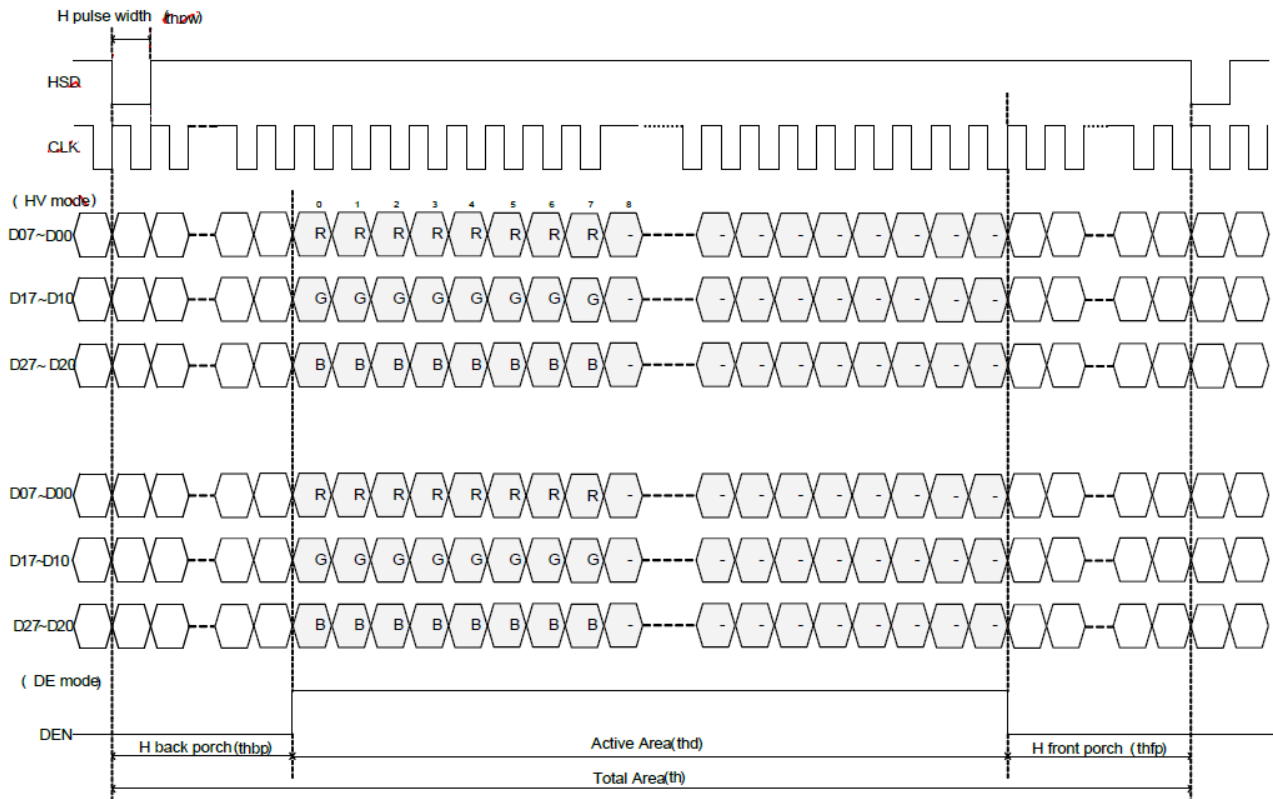 H pulse width (thpw)
HSD
CLK
( HV mode)
0 1 2 3 4 5 6 7 8
D07~D00 R R R R R R R R - - - - - - - - -
D17~D10 G G G G G G G G - - - - - - - - -
D27~ D20 B B B B B B B B - - - - - - - - -
D07~D00 R R R R R R R R - - - - - - - - -
D17~D10 G G G G G G G G - - - - - - - - -
D27~D20 B B B B B B B B - - - - - - - - -
( DE mode)
DEN
H back porch (thbp) Active Area(thd) H front porch (thfp)
Total Area(th)